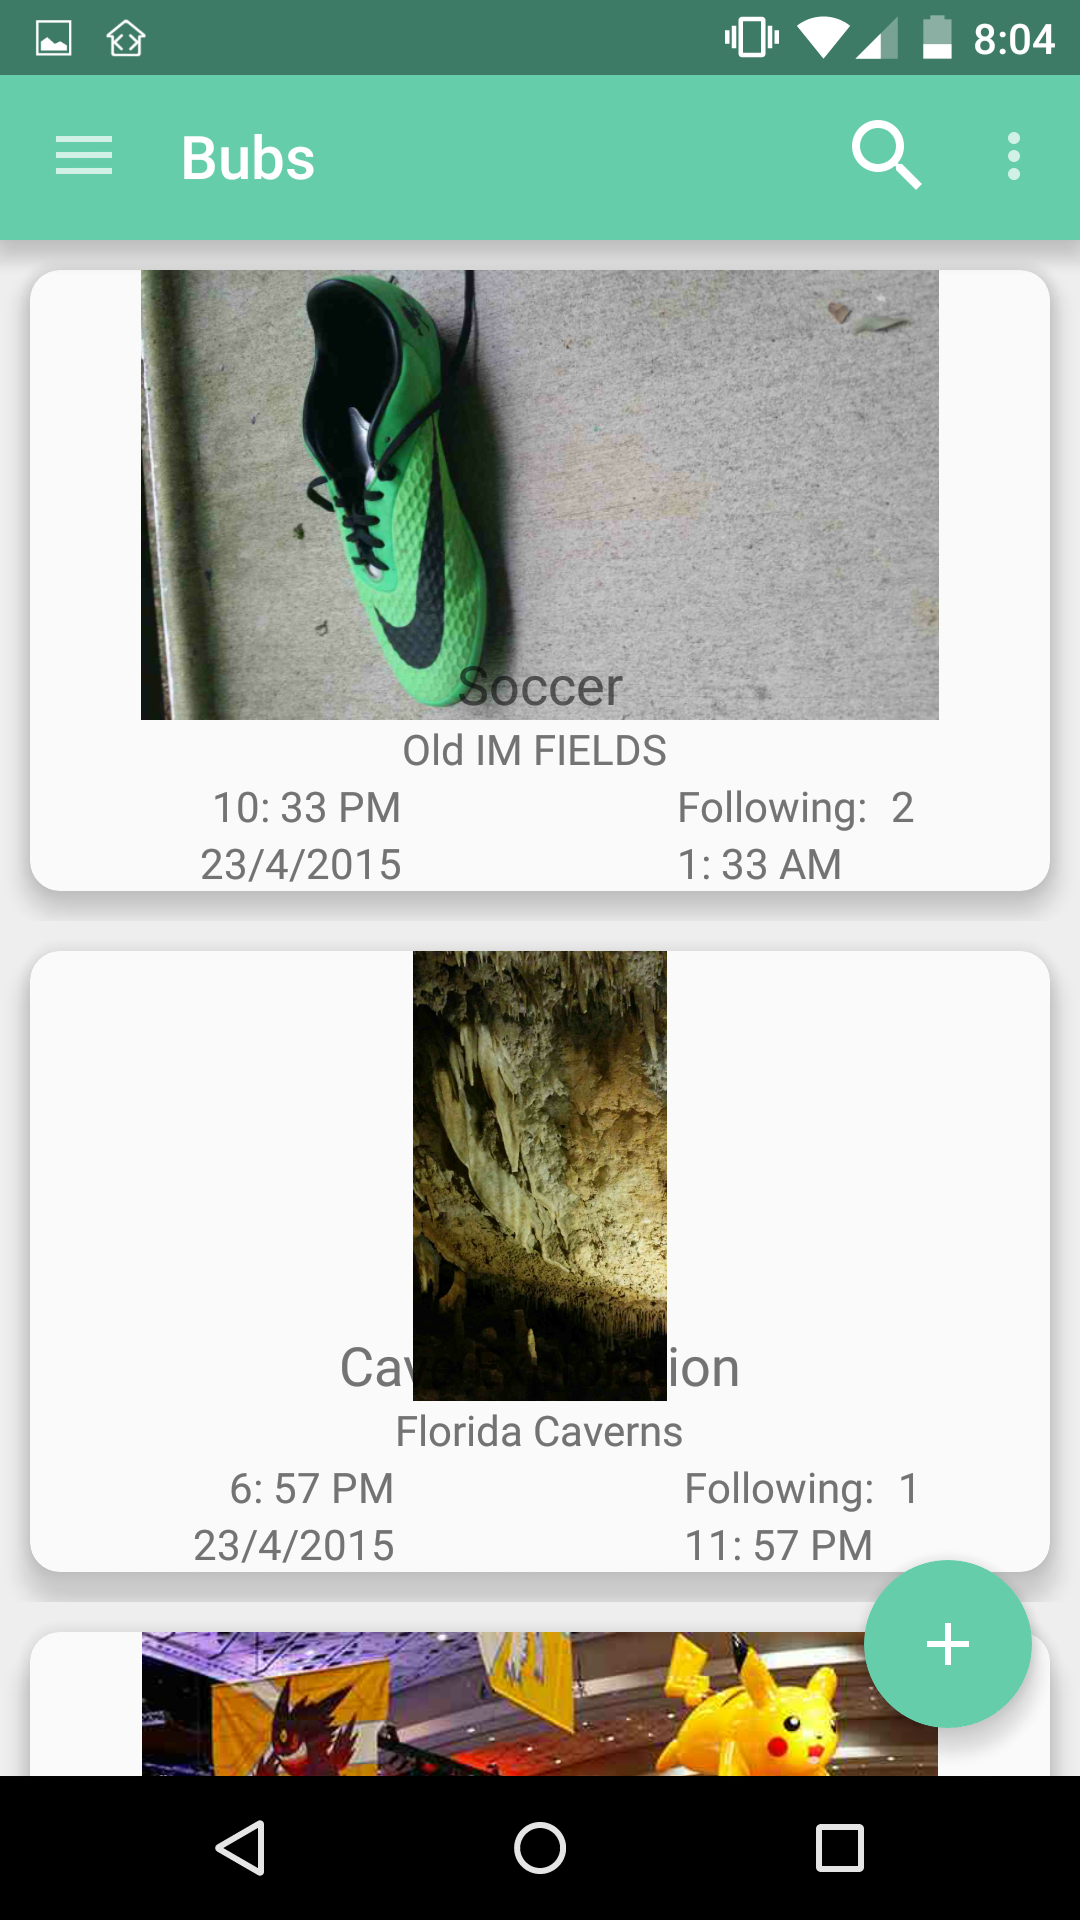 8:04
Bubs
Soccer
Old IM FIELDS
10: 33 PM
Following: 2
23/4/2015
1: 33 AM
Florida Caverns
6: 57 PM
Following: 1
23/4/2015
11: 57 PM